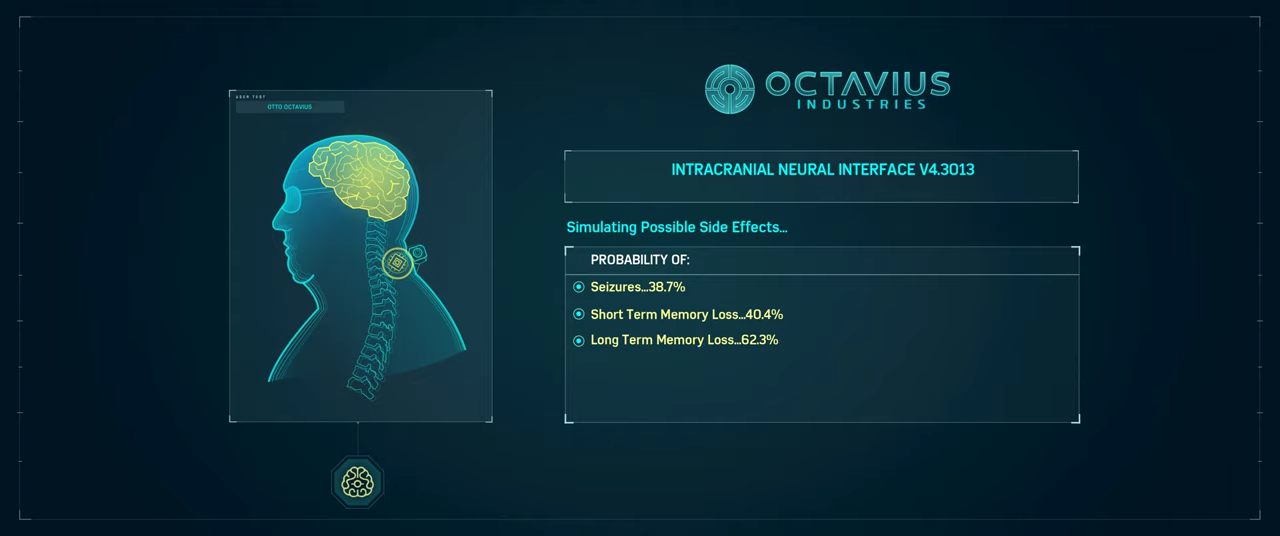 USER TEST
OTTO OCTAVIUS
OCTAVIUS
INDUSTRIES
INTRACRANIAL NEURAL INTERFACE V4.3013
Simulating Possible Side Effects...
PROBABILITY OF:
Seizures...38.7%
Short Term Memory Loss...40.4%
Long Term Memory Loss...62.3%